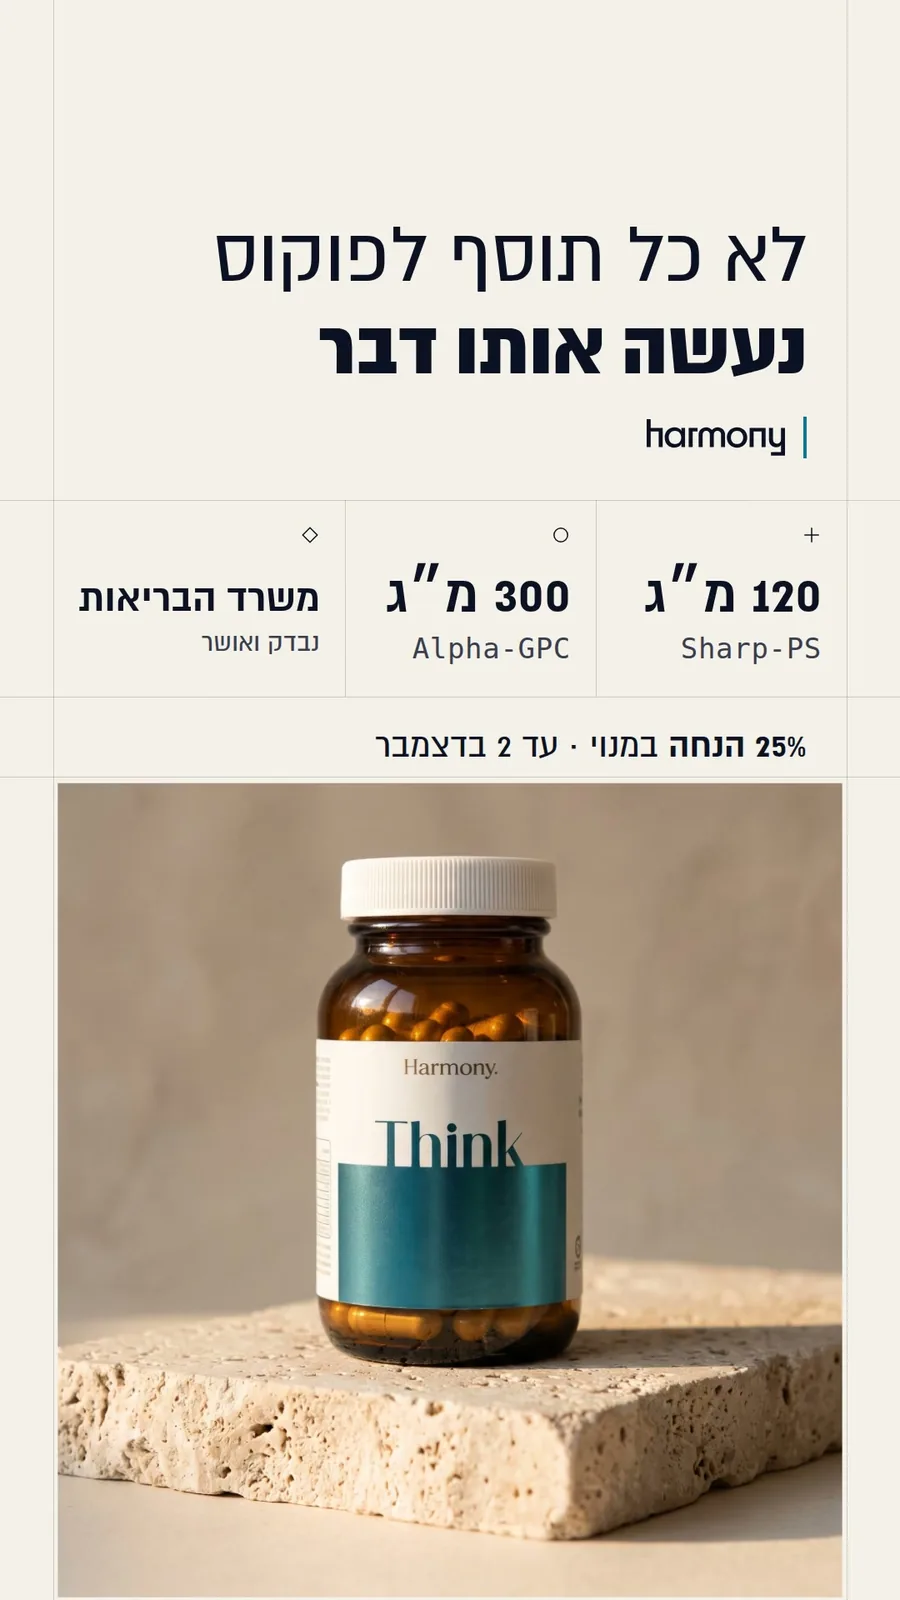 לא כל תוסף לפוקוס
נעשה אותו דבר
harmony
120 מ״ג
Sharp-PS
300 מ״ג
Alpha-GPC
משרד הבריאות
נבדק ואושר
25% הנחה במנוי · עד 2 בדצמבר
Harmony.
Think